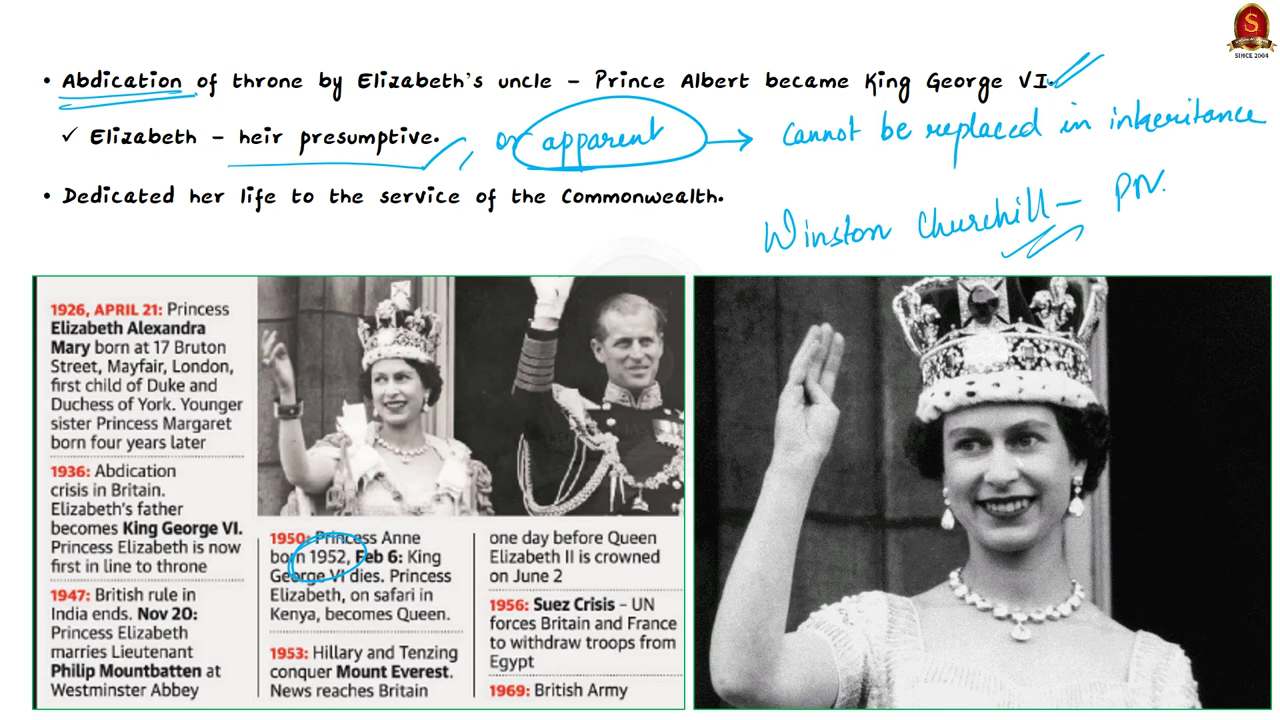 S
SINCE 2004
• Abdication of throne by Elizabeth's uncle – Prince Albert became King George VI.
✓ Elizabeth – heir presumptive. or apparent → Cannot be replaced in inheritance
• Dedicated her life to the service of the Commonwealth.
Winston Churchill – PM.
1926, APRIL 21: Princess
Elizabeth Alexandra
Mary born at 17 Bruton
Street, Mayfair, London,
first child of Duke and
Duchess of York. Younger
sister Princess Margaret
born four years later
1936: Abdication
crisis in Britain.
Elizabeth's father
becomes King George VI.
Princess Elizabeth is now
first in line to throne
1947: British rule in
India ends. Nov 20:
Princess Elizabeth
marries Lieutenant
Philip Mountbatten at
Westminster Abbey
1950: Princess Anne
born 1952, Feb 6: King
George VI dies. Princess
Elizabeth, on safari in
Kenya, becomes Queen.
1953: Hillary and Tenzing
conquer Mount Everest.
News reaches Britain
one day before Queen
Elizabeth II is crowned
on June 2
1956: Suez Crisis – UN
forces Britain and France
to withdraw troops from
Egypt
1969: British Army